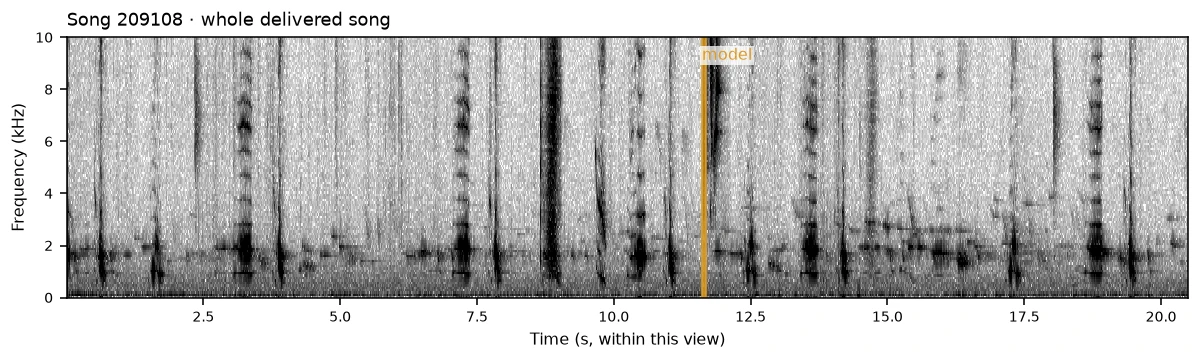 Song 209108 · whole delivered song
model
Frequency (kHz)
10
8
6
4
2
0
2.5 5.0 7.5 10.0 12.5 15.0 17.5 20.0
Time (s, within this view)